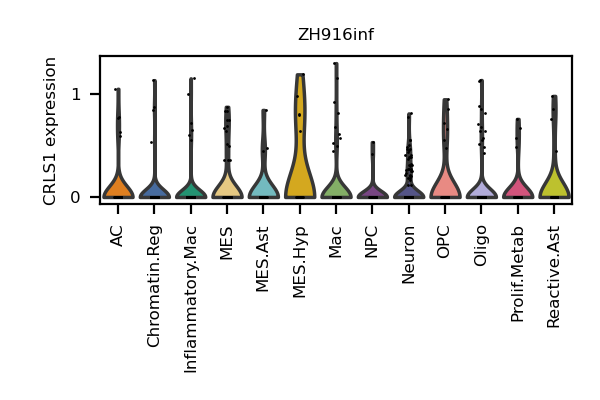 ZH916inf
CRLS1 expression
1
0
AC
Chromatin.Reg
Inflammatory.Mac
MES
MES.Ast
MES.Hyp
Mac
NPC
Neuron
OPC
Oligo
Prolif.Metab
Reactive.Ast